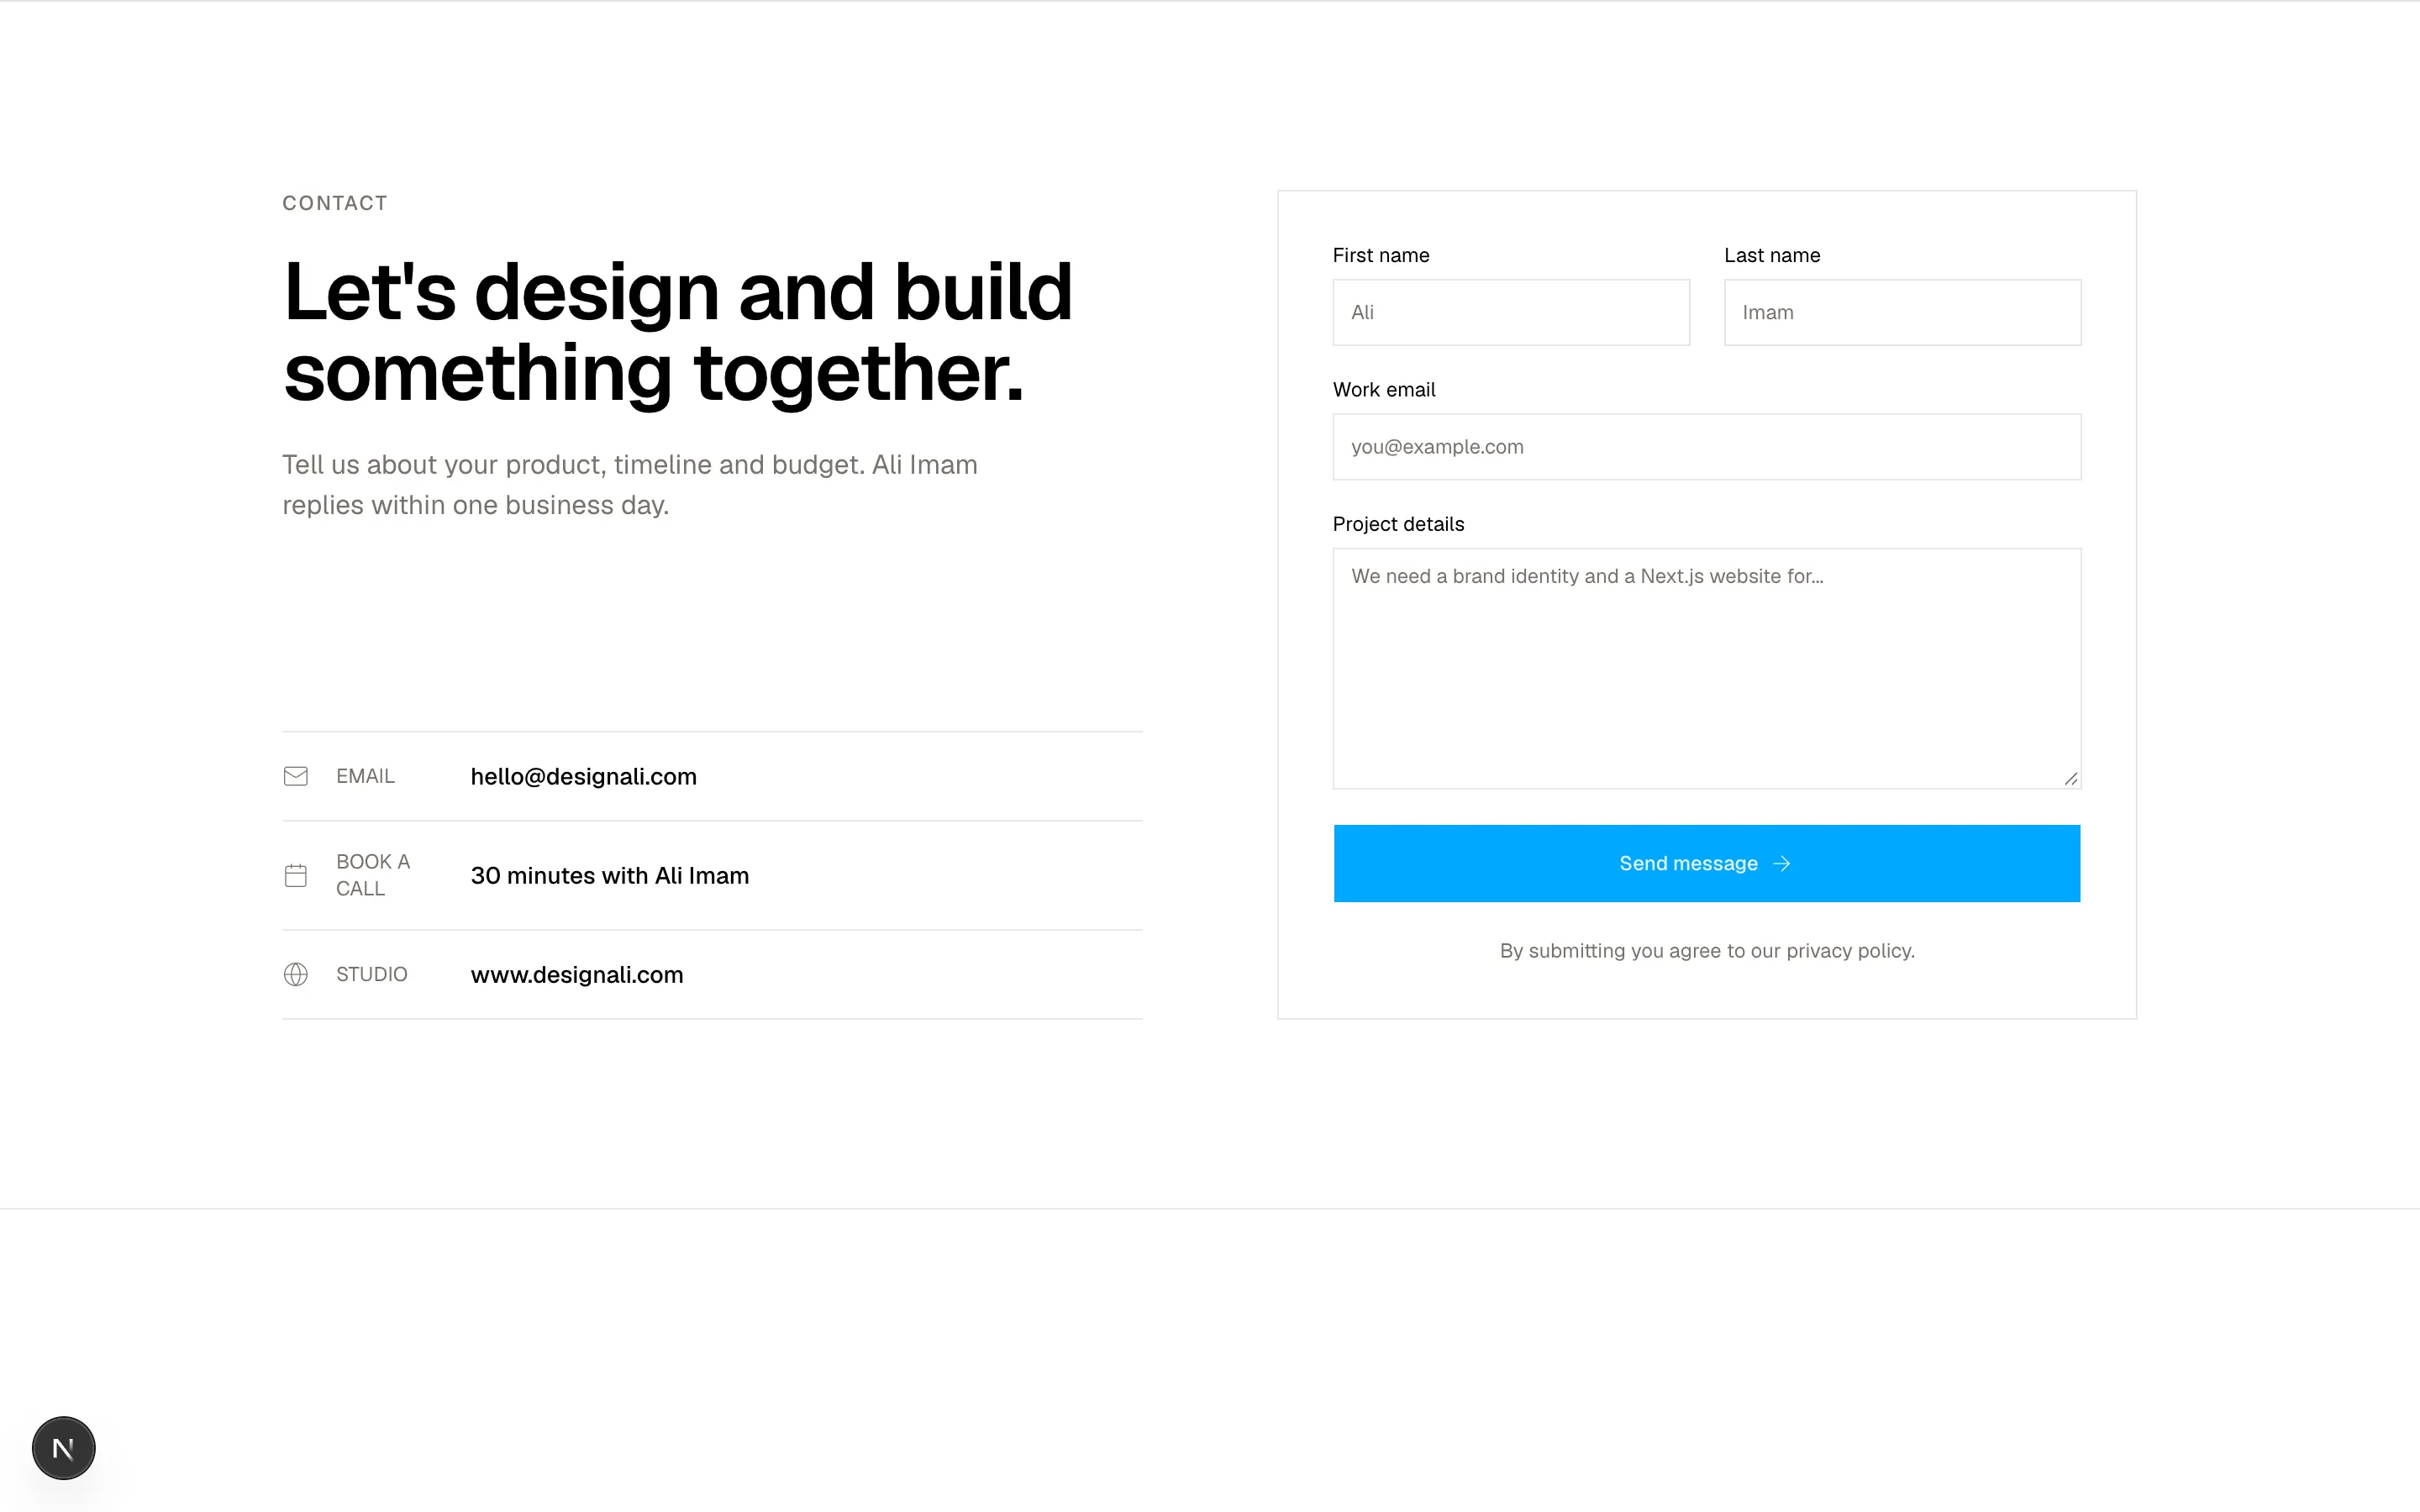 CONTACT
Let's design and build
something together.
Tell us about your product, timeline and budget. Ali Imam
replies within one business day.
EMAIL
hello@designali.com
BOOK A
CALL
30 minutes with Ali Imam
STUDIO
www.designali.com
First name
Last name
Ali
Imam
Work email
you@example.com
Project details
We need a brand identity and a Next.js website for...
Send message
By submitting you agree to our privacy policy.
N